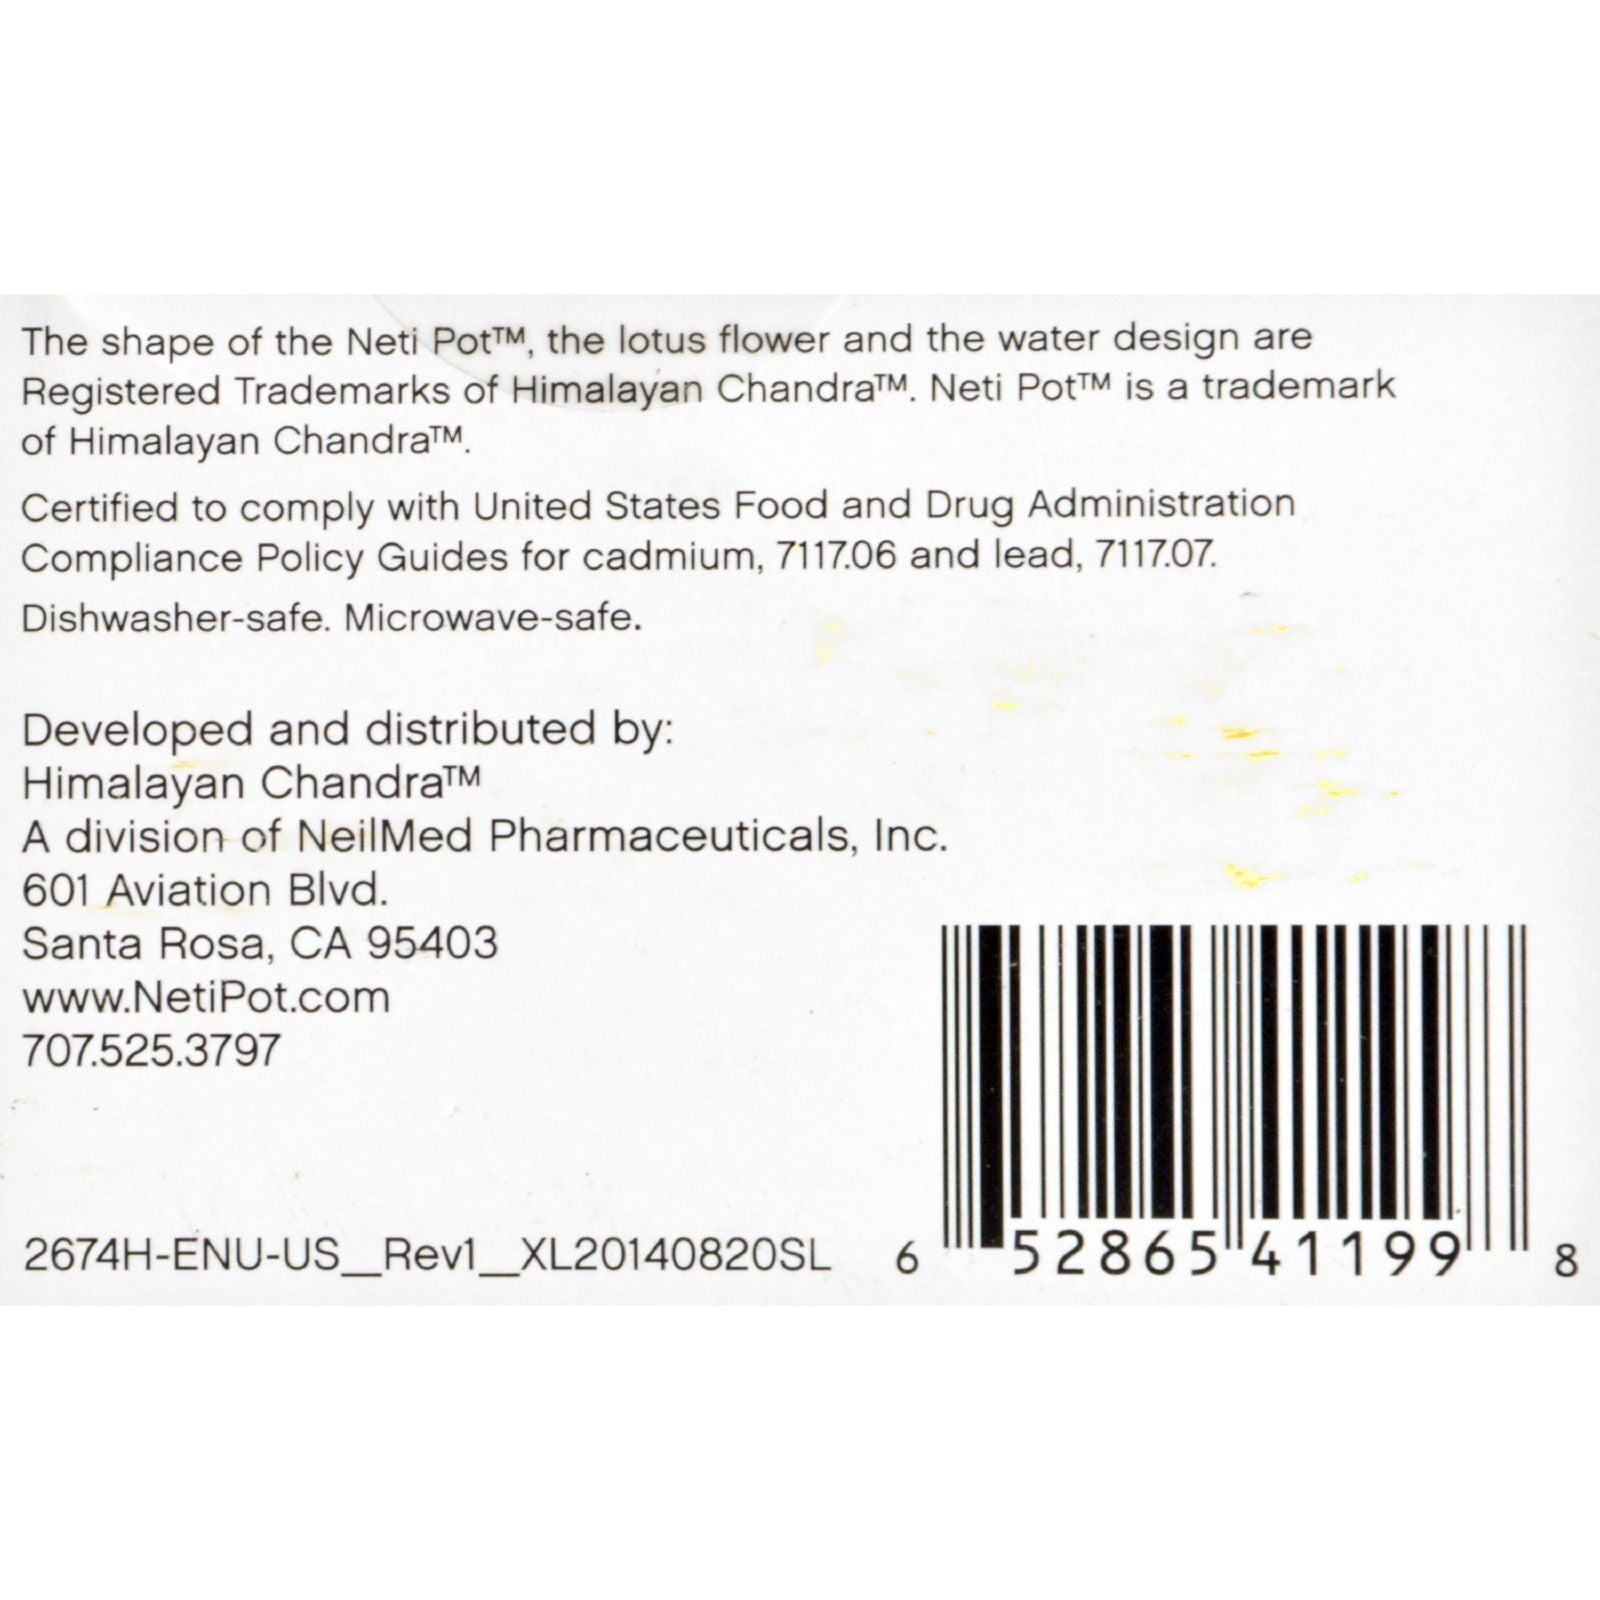 The shape of the Neti Pot™, the lotus flower and the water design are
Registered Trademarks of Himalayan Chandra™. Neti Pot™ is a trademark
of Himalayan Chandra™.
Certified to comply with United States Food and Drug Administration
Compliance Policy Guides for cadmium, 7117.06 and lead, 7117.07.
Dishwasher-safe. Microwave-safe.
Developed and distributed by:
Himalayan Chandra™
A division of NeilMed Pharmaceuticals, Inc.
601 Aviation Blvd.
Santa Rosa, CA 95403
www.NetiPot.com
707.525.3797
2674H-ENU-US__Rev1__XL20140820SL
6 52865 41199 8